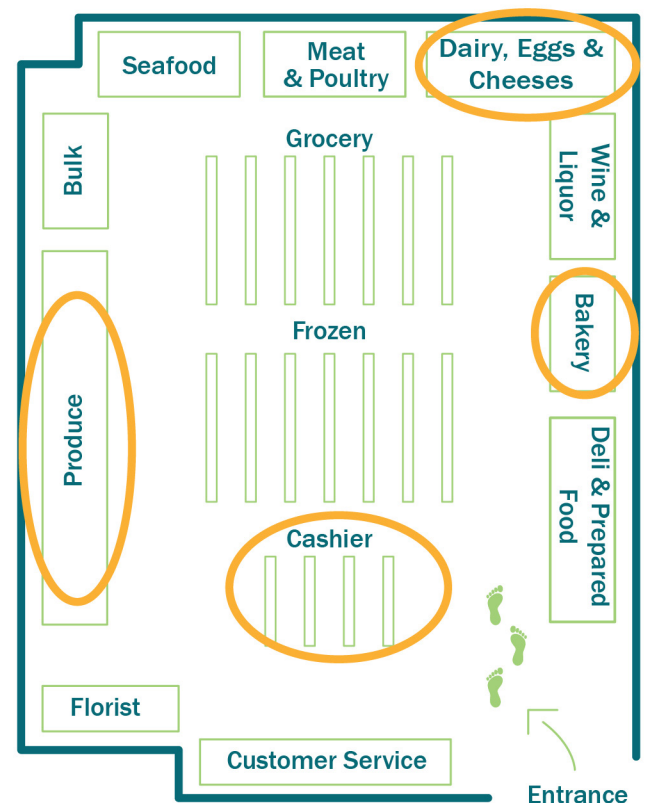 Seafood
Meat
& Poultry
Dairy, Eggs &
Cheeses
Grocery
Bulk
Wine &
Liquor
Frozen
Bakery
Produce
Deli & Prepared
Food
Cashier
Florist
Customer Service
Entrance